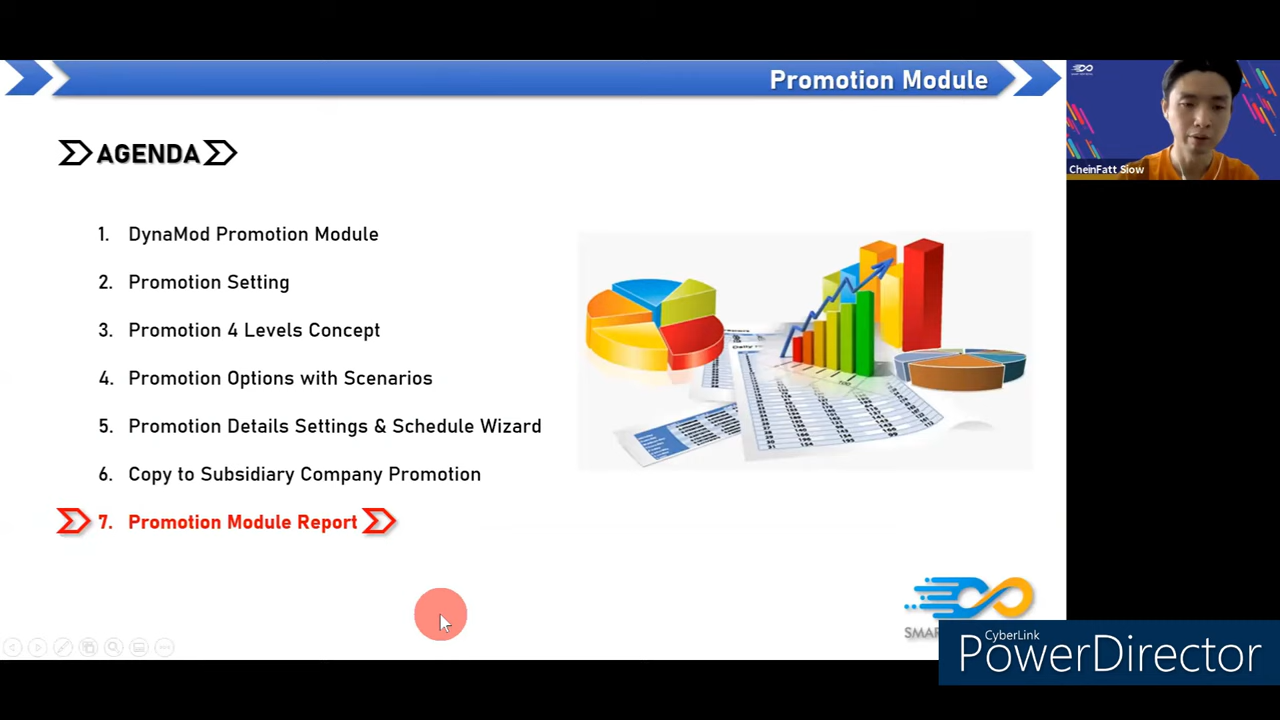 Promotion Module
AGENDA
1. DynaMod Promotion Module
2. Promotion Setting
3. Promotion 4 Levels Concept
4. Promotion Options with Scenarios
5. Promotion Details Settings & Schedule Wizard
6. Copy to Subsidiary Company Promotion
7. Promotion Module Report
CheinFatt Siow
CyberLink
PowerDirector